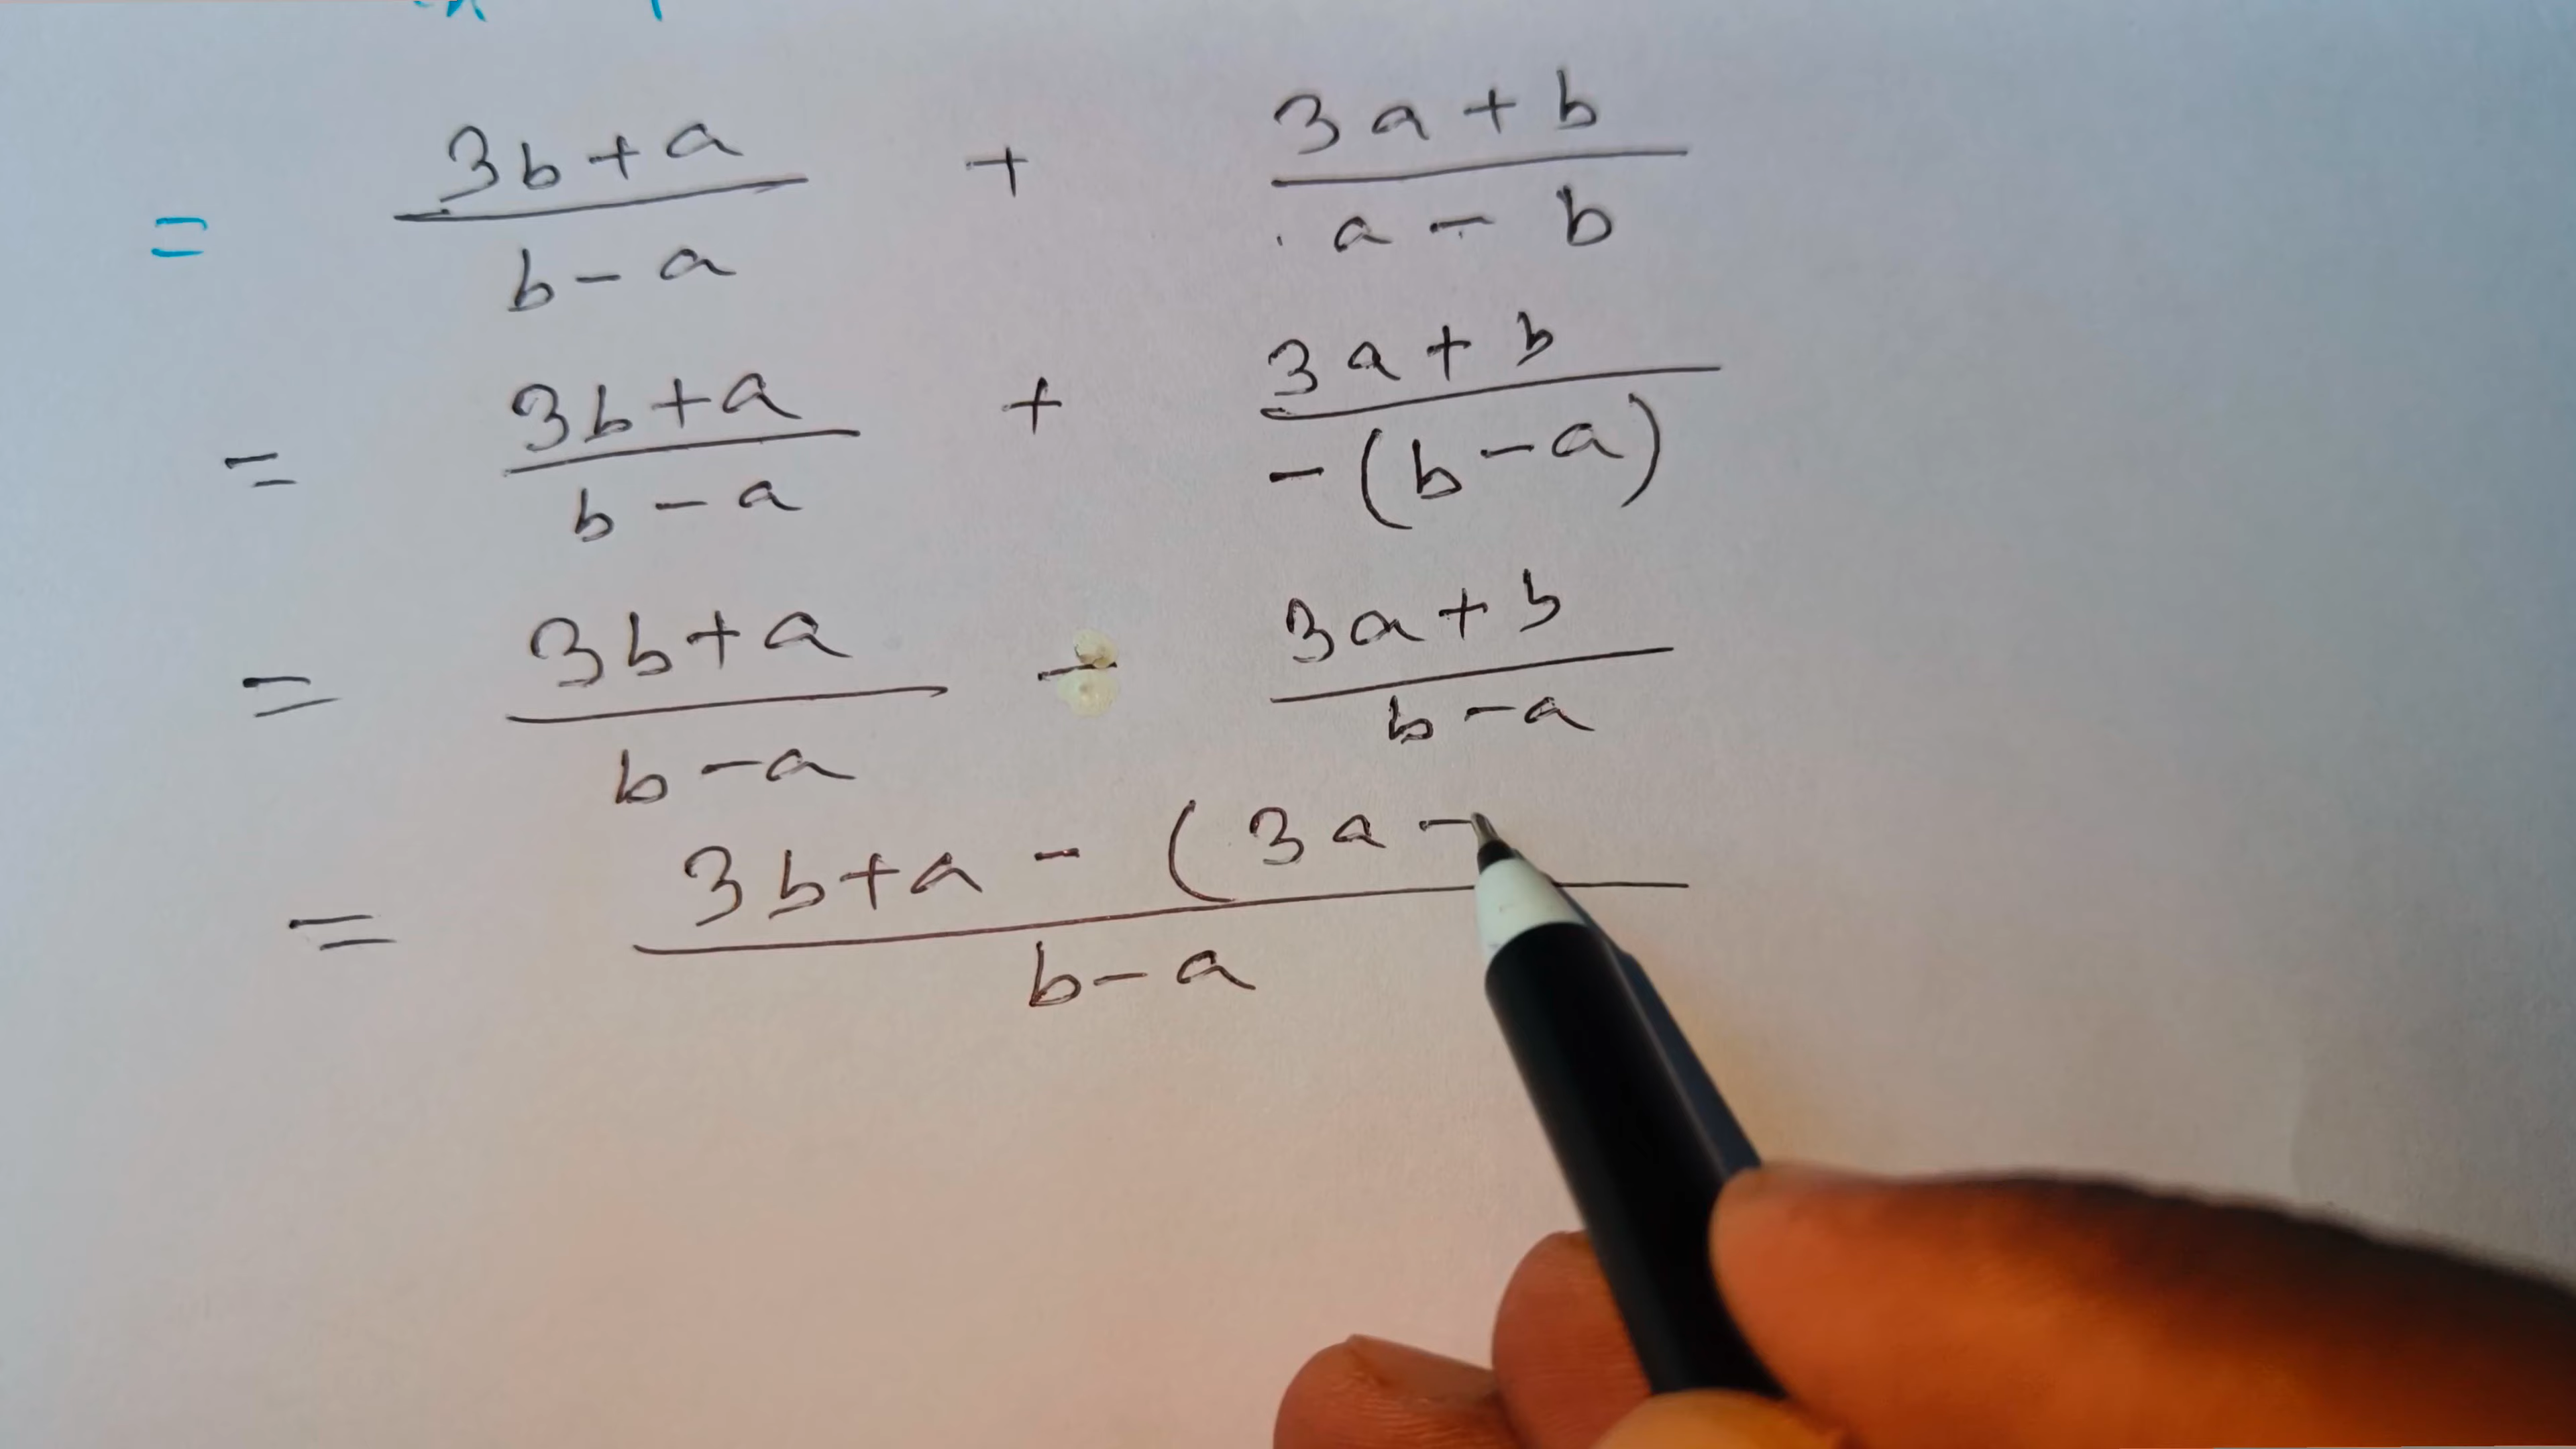 = 3b+a / b-a + 3a+b / a-b
= 3b+a / b-a + 3a+b / -(b-a)
= 3b+a / b-a - 3a+b / b-a
= 3b+a - (3a - / b-a